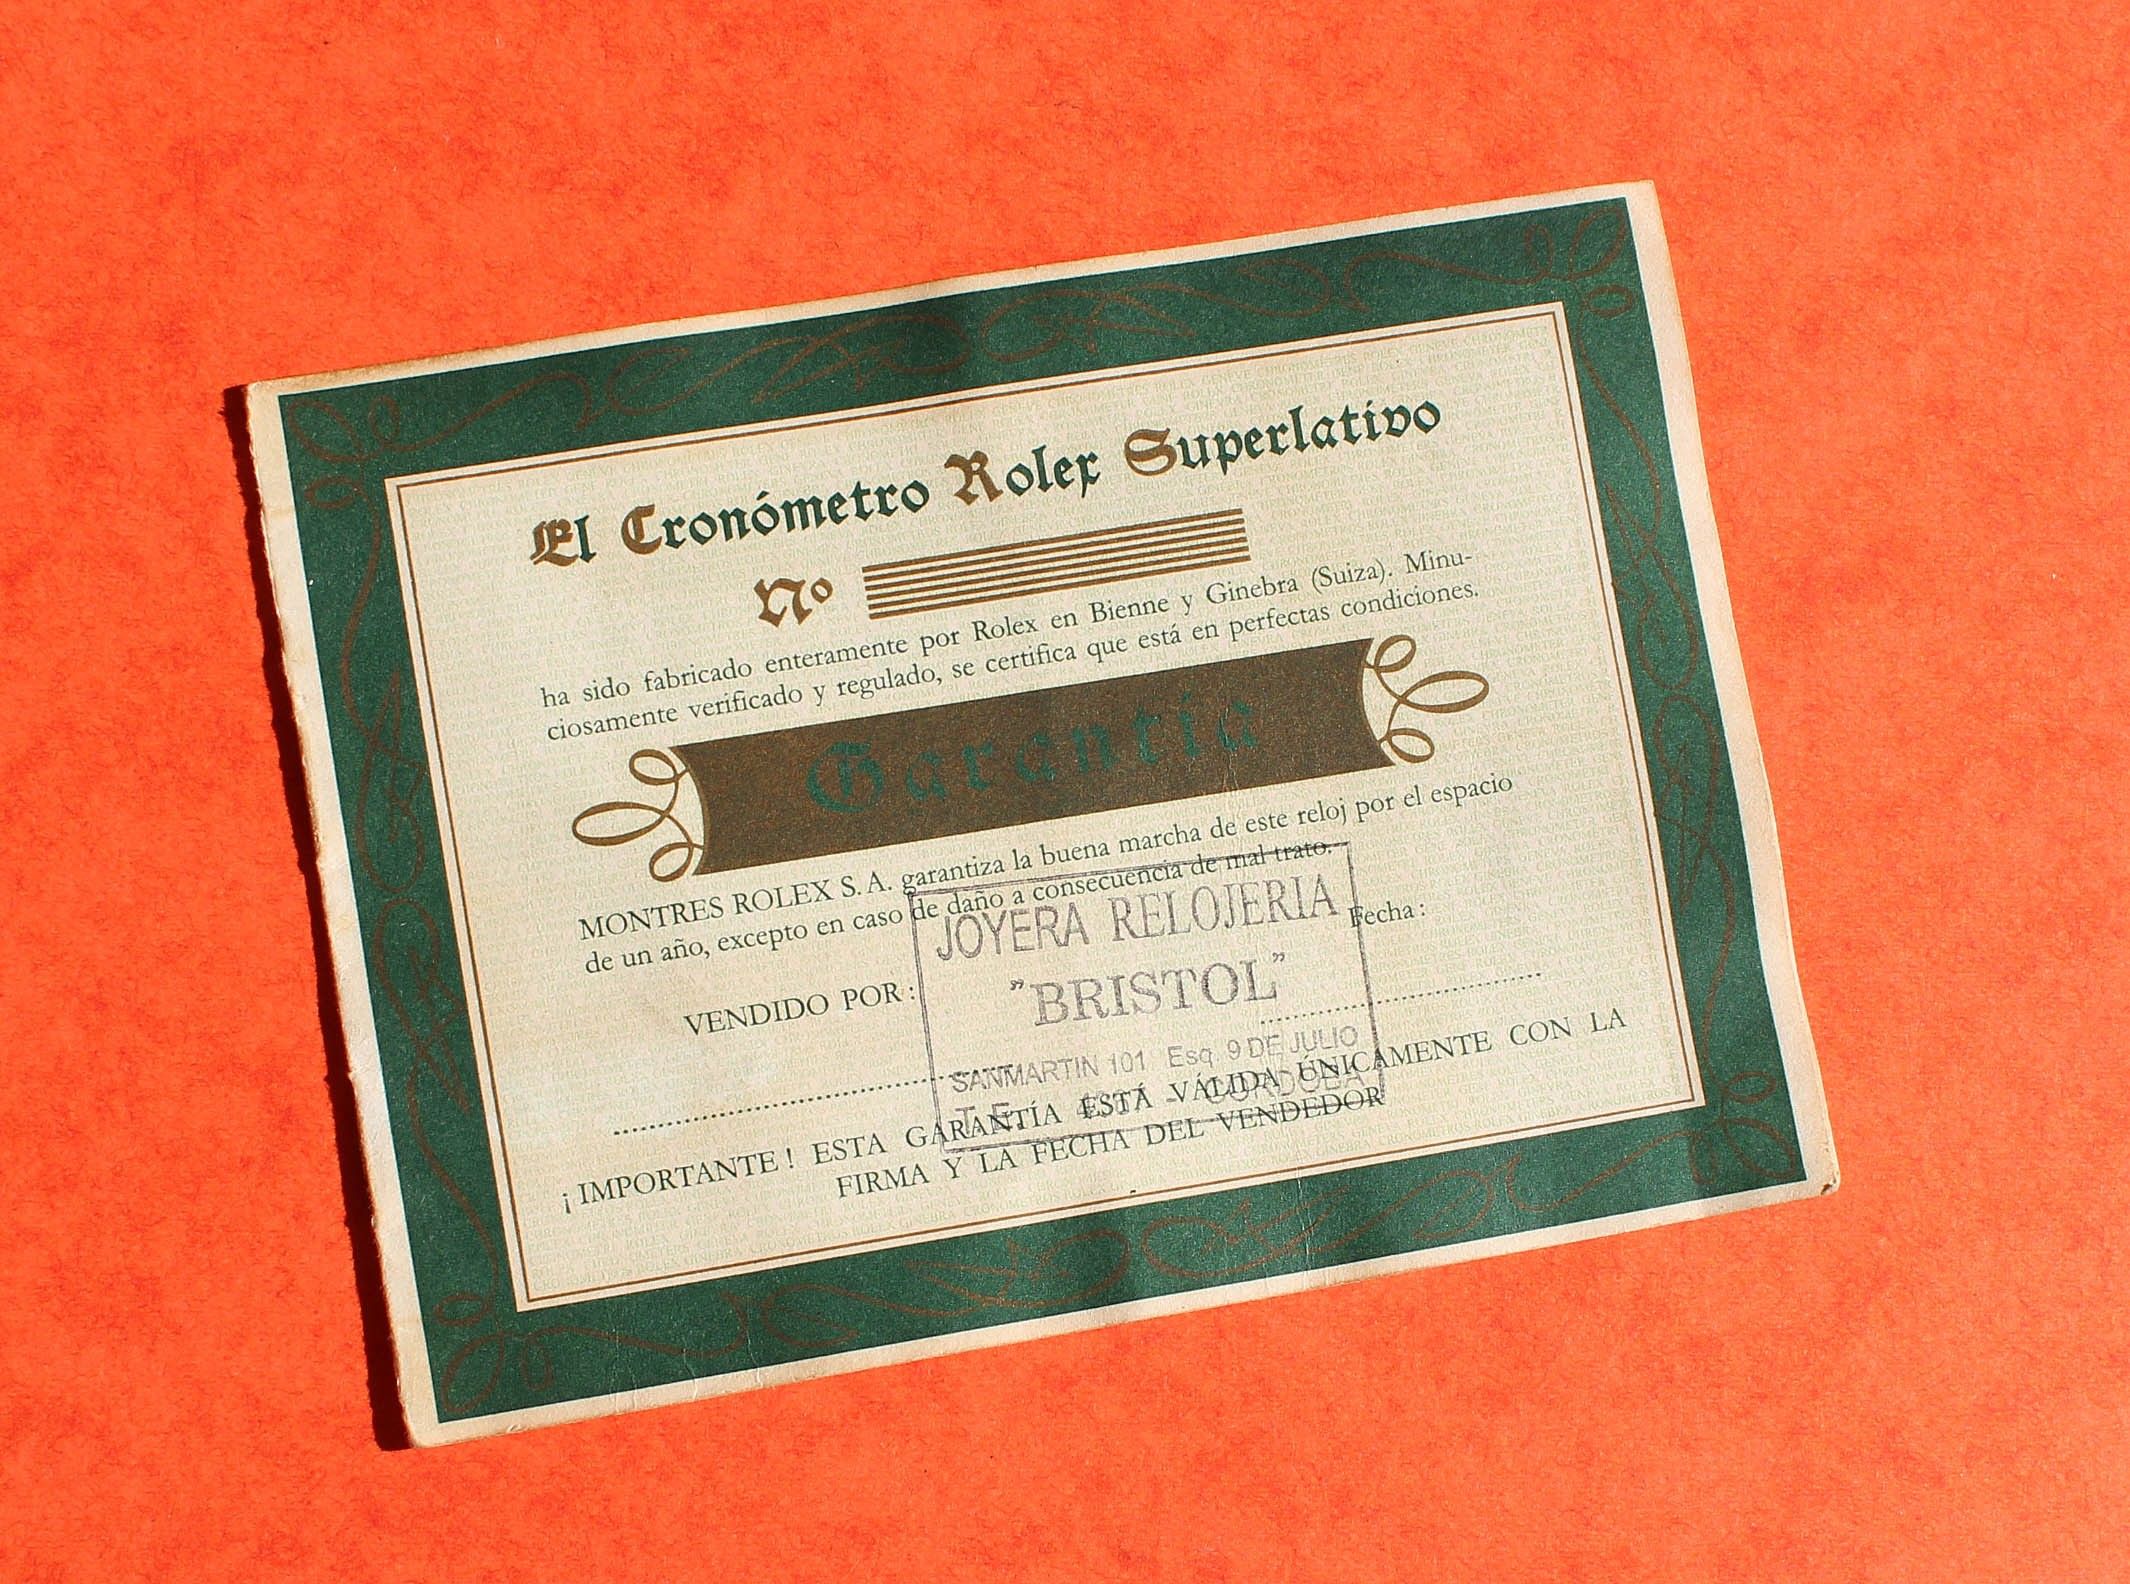 El Cronómetro Rolex Superlativo
Nº
ha sido fabricado enteramente por Rolex en Bienne y Ginebra (Suiza). Minu-
ciosamente verificado y regulado, se certifica que está en perfectas condiciones.
Garantía
MONTRES ROLEX S. A. garantiza la buena marcha de este reloj por el espacio
de un año, excepto en caso de daño a consecuencia de mal trato.
JOYERA RELOJERIA
"BRISTOL"
SANMARTIN 101 Esq. 9 DE JULIO
T. E. - CORDOBA
VENDIDO POR:
Fecha:
¡IMPORTANTE! ESTA GARANTÍA ESTÁ VÁLIDA ÚNICAMENTE CON LA
FIRMA Y LA FECHA DEL VENDEDOR